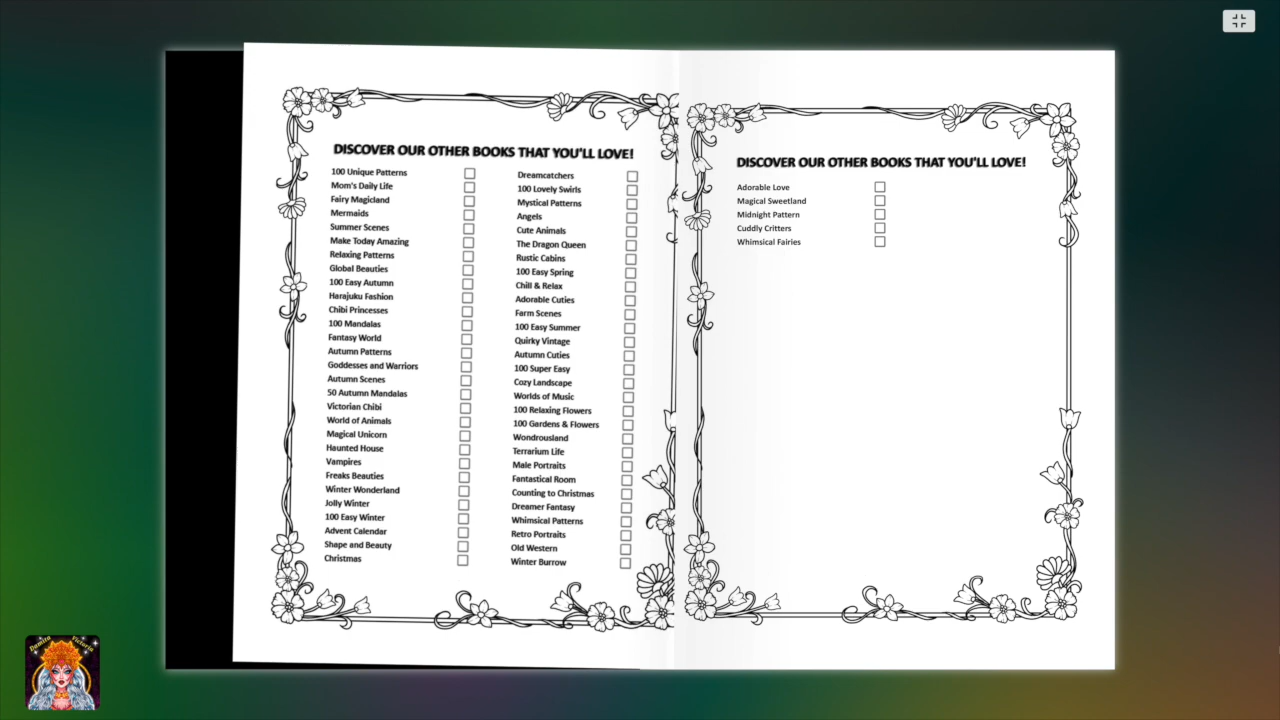 DISCOVER OUR OTHER BOOKS THAT YOU'LL LOVE!
100 Unique Patterns
Mom's Daily Life
Fairy Magicland
Mermaids
Summer Scenes
Make Today Amazing
Relaxing Patterns
Global Beauties
100 Easy Autumn
Harajuku Fashion
Chibi Princesses
100 Mandalas
Fantasy World
Autumn Patterns
Goddesses and Warriors
Autumn Scenes
50 Autumn Mandalas
Victorian Chibi
World of Animals
Magical Unicorn
Haunted House
Vampires
Freaks Beauties
Winter Wonderland
Jolly Winter
100 Easy Winter
Advent Calendar
Shape and Beauty
Christmas
Dreamcatchers
100 Lovely Swirls
Mystical Patterns
Angels
Cute Animals
The Dragon Queen
Rustic Cabins
100 Easy Spring
Chill & Relax
Adorable Cuties
Farm Scenes
100 Easy Summer
Quirky Vintage
Autumn Cuties
100 Super Easy
Cozy Landscape
Worlds of Music
100 Relaxing Flowers
100 Gardens & Flowers
Wondrousland
Terrarium Life
Male Portraits
Fantastical Room
Counting to Christmas
Dreamer Fantasy
Whimsical Patterns
Retro Portraits
Old Western
Winter Burrow
DISCOVER OUR OTHER BOOKS THAT YOU'LL LOVE!
Adorable Love
Magical Sweetland
Midnight Pattern
Cuddly Critters
Whimsical Fairies
Victoria